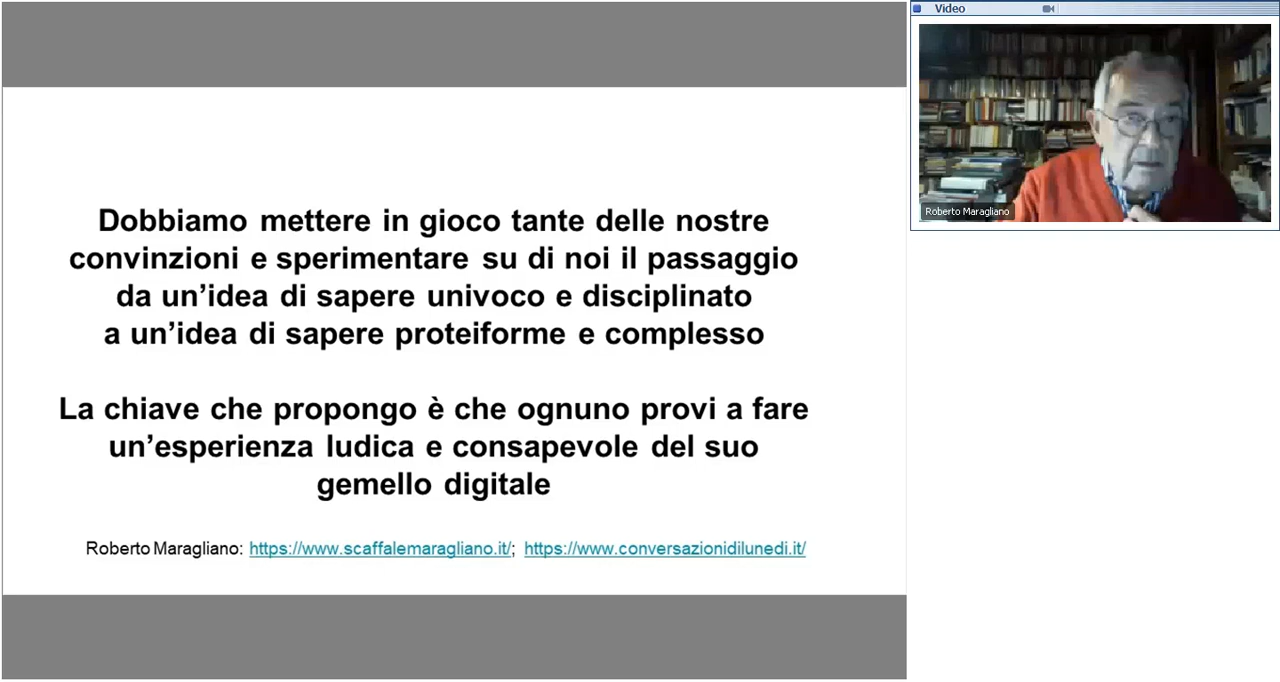 Video
Roberto Maragliano
Dobbiamo mettere in gioco tante delle nostre
convinzioni e sperimentare su di noi il passaggio
da un’idea di sapere univoco e disciplinato
a un’idea di sapere proteiforme e complesso
La chiave che propongo è che ognuno provi a fare
un’esperienza ludica e consapevole del suo
gemello digitale
Roberto Maragliano: https://www.scaffalemaragliano.it/; https://www.conversazionidilunedi.it/